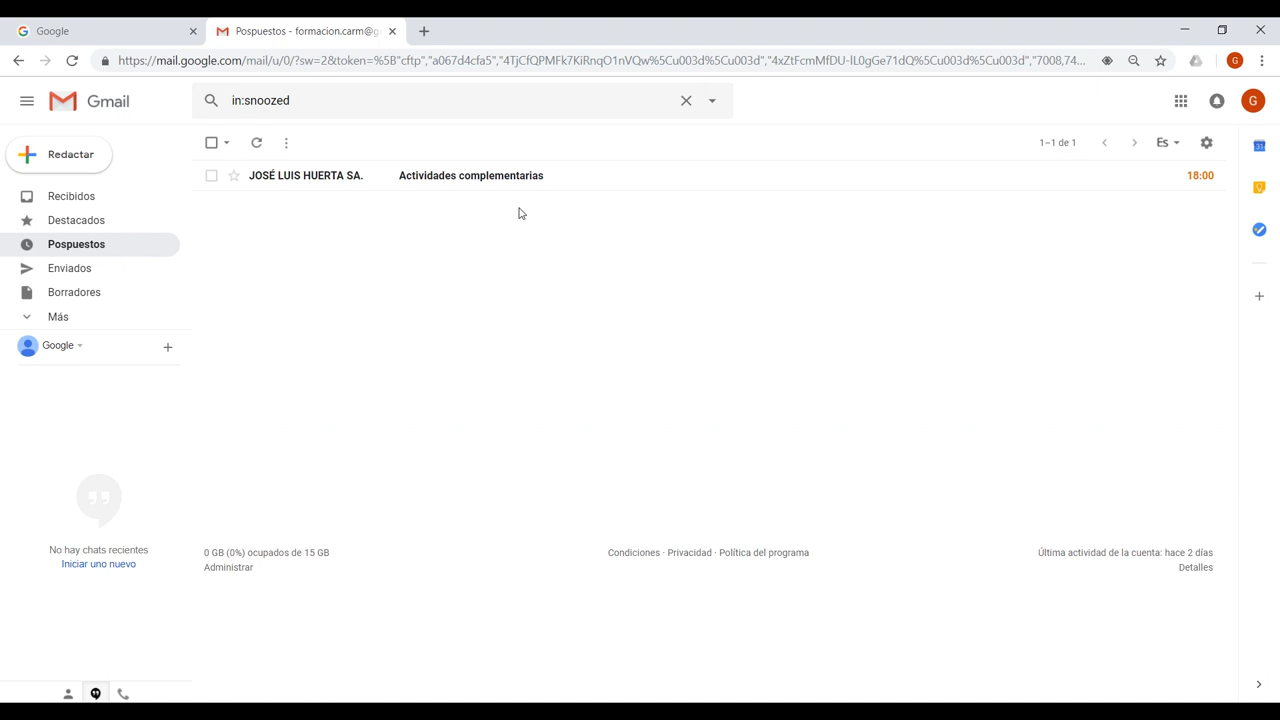 Google
Pospuestos - formacion.carm@g
https://mail.google.com/mail/u/0/?sw=2&token=%5B"cftp","a067d4cfa5","4TjCfQPMFk7KiRnqO1nVQw%5Cu003d%5Cu003d","4xZtFcmMfDU-lL0gGe71dQ%5Cu003d%5Cu003d","7008,74...
G
Gmail
in:snoozed
G
Redactar
1–1 de 1
Es
JOSÉ LUIS HUERTA SA.
Actividades complementarias
18:00
31
Recibidos
Destacados
Pospuestos
Enviados
Borradores
Más
Google
No hay chats recientes
Iniciar uno nuevo
0 GB (0%) ocupados de 15 GB
Administrar
Condiciones · Privacidad · Política del programa
Última actividad de la cuenta: hace 2 días
Detalles